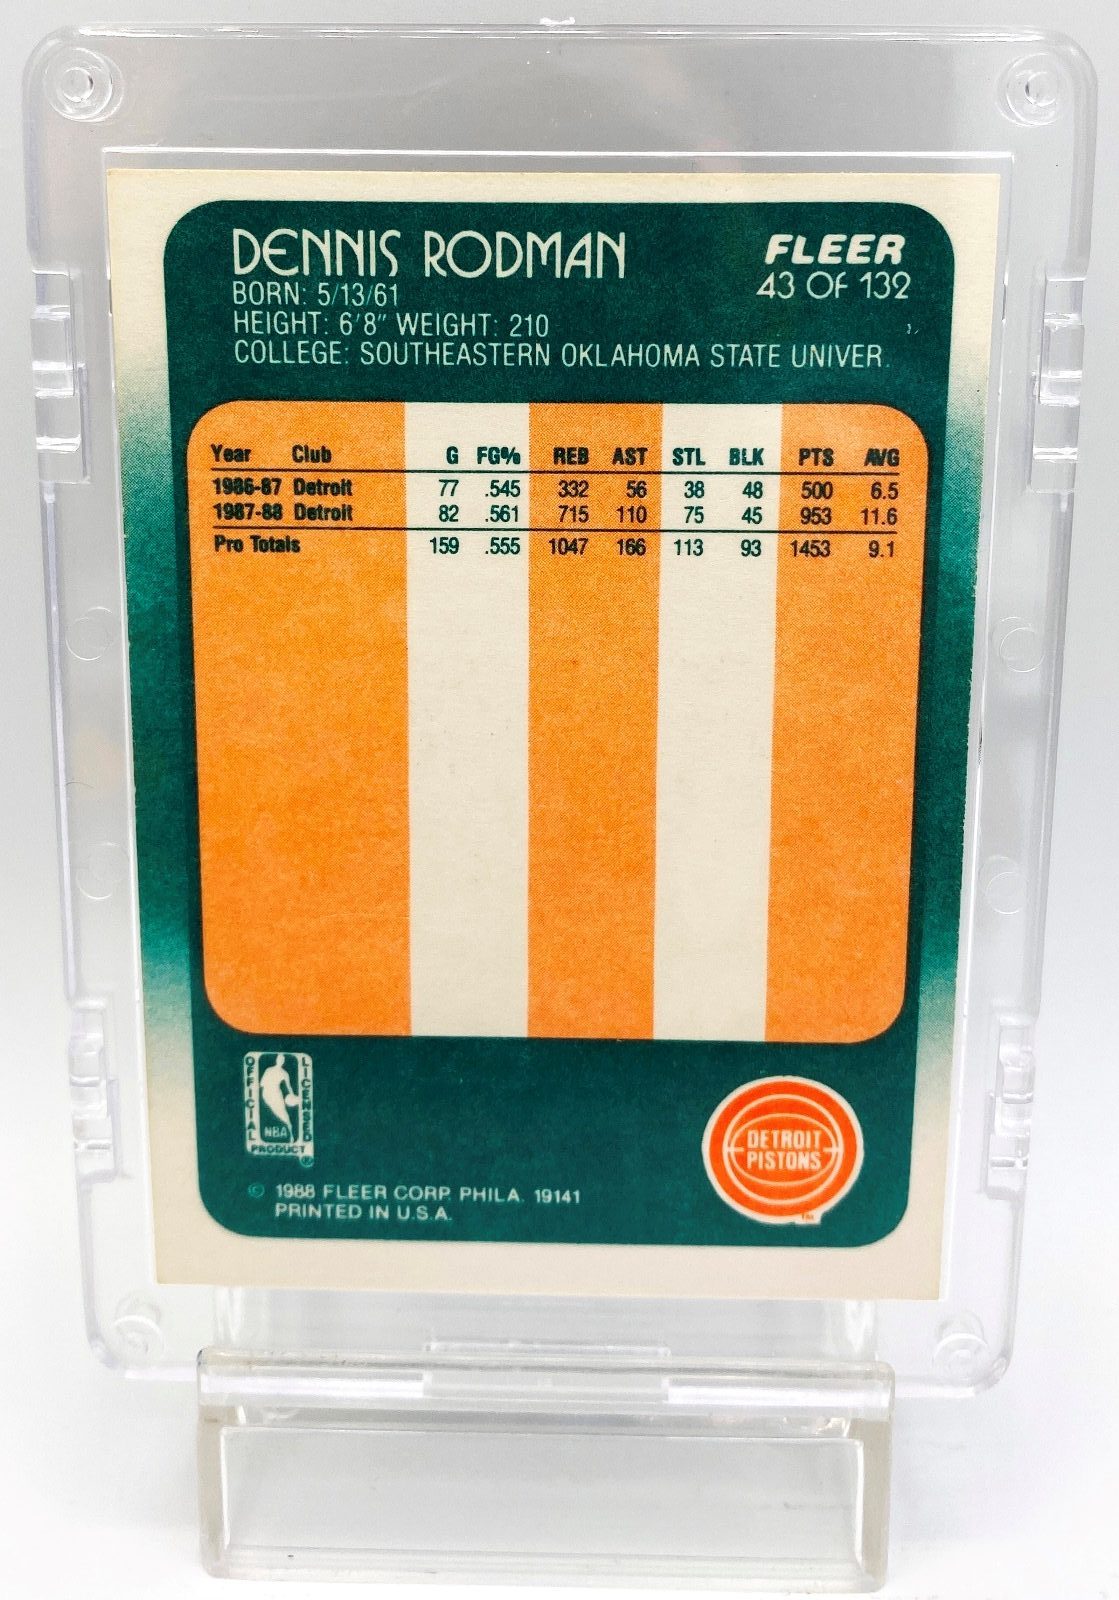 DENNIS RODMAN
FLEER
43 OF 132
BORN: 5/13/61
HEIGHT: 6'8" WEIGHT: 210
COLLEGE: SOUTHEASTERN OKLAHOMA STATE UNIVER.
Year Club G FG% REB AST STL BLK PTS AVG
1986-87 Detroit 77 .545 332 56 38 48 500 6.5
1987-88 Detroit 82 .561 715 110 75 45 953 11.6
Pro Totals 159 .555 1047 166 113 93 1453 9.1
OFFICIAL LICENSED
NBA
PRODUCT ®
DETROIT
PISTONS
TM
© 1988 FLEER CORP. PHILA. 19141
PRINTED IN U.S.A.